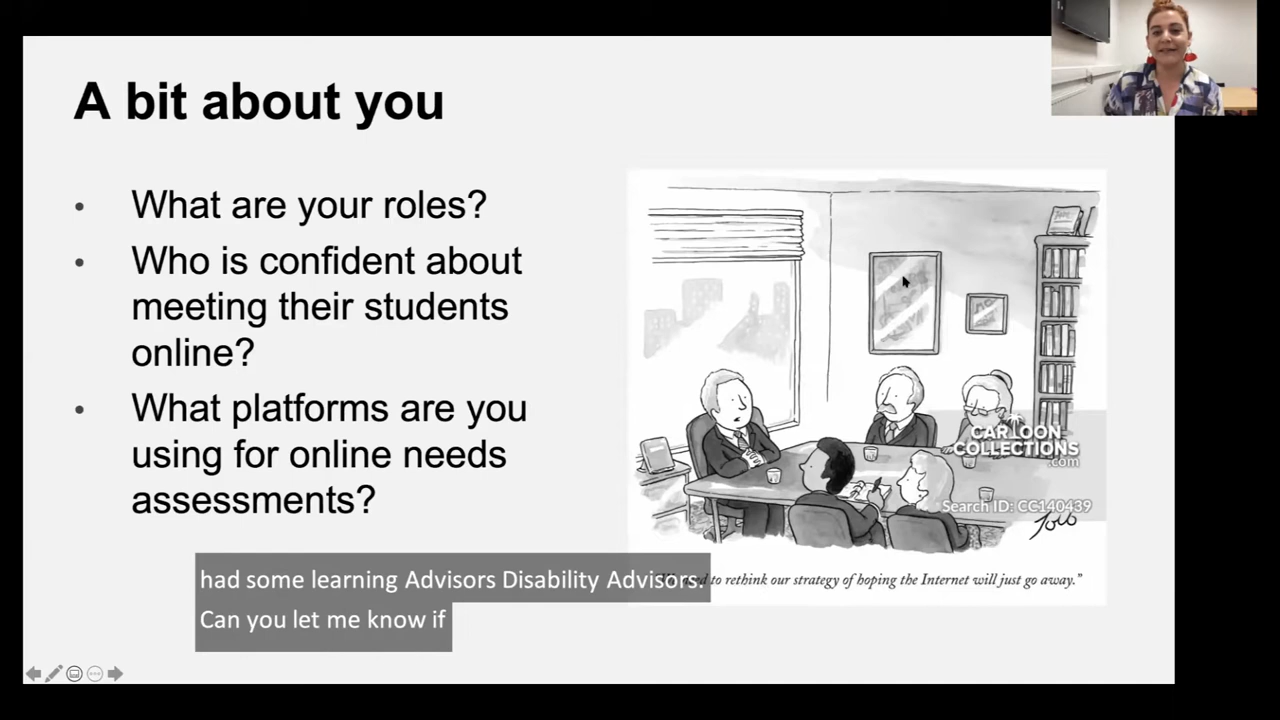 A bit about you
• What are your roles?
• Who is confident about
meeting their students
online?
• What platforms are you
using for online needs
assessments?
CARTOON
COLLECTIONS
.com
Search ID: CC140439
to rethink our strategy of hoping the Internet will just go away.”
had some learning Advisors Disability Advisors.
Can you let me know if